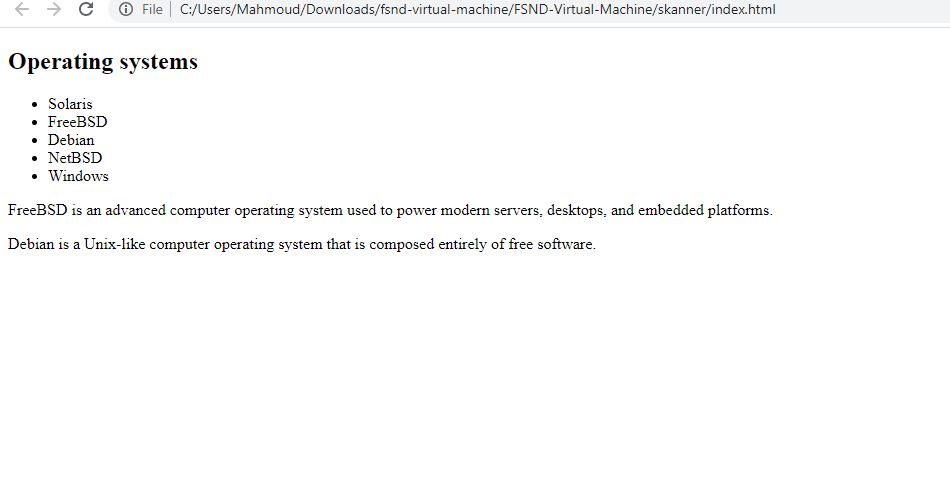 File | C:/Users/Mahmoud/Downloads/fsnd-virtual-machine/FSND-Virtual-Machine/skanner/index.html
Operating systems
• Solaris
• FreeBSD
• Debian
• NetBSD
• Windows
FreeBSD is an advanced computer operating system used to power modern servers, desktops, and embedded platforms.
Debian is a Unix-like computer operating system that is composed entirely of free software.